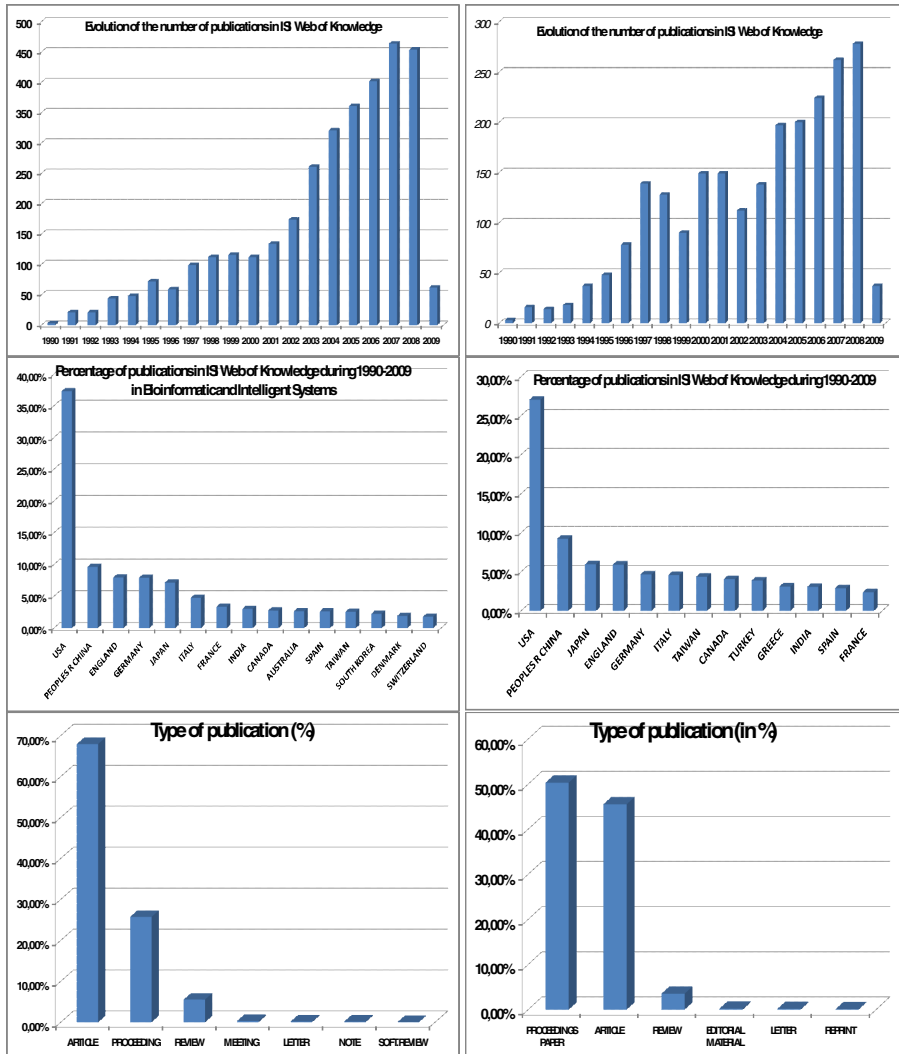 Evolution of the number of publications in ISI Web of Knowledge
500
450
400
350
300
250
200
150
100
50
0
1990 1991 1992 1993 1994 1995 1996 1997 1998 1999 2000 2001 2002 2003 2004 2005 2006 2007 2008 2009
Evolution of the number of publications in ISI Web of Knowledge
300
250
200
150
100
50
0
1990 1991 1992 1993 1994 1995 1996 1997 1998 1999 2000 2001 2002 2003 2004 2005 2006 2007 2008 2009
Percentage of publications in ISI Web of Knowledge during 1990-2009
in Bioinformatic and Intelligent Systems
40,00%
35,00%
30,00%
25,00%
20,00%
15,00%
10,00%
5,00%
0,00%
USA
PEOPLES R CHINA
ENGLAND
GERMANY
JAPAN
ITALY
FRANCE
INDIA
CANADA
AUSTRALIA
SPAIN
TAIWAN
SOUTH KOREA
DENMARK
SWITZERLAND
Percentage of publications in ISI Web of Knowledge during 1990-2009
30,00%
25,00%
20,00%
15,00%
10,00%
5,00%
0,00%
USA
PEOPLES R CHINA
JAPAN
ENGLAND
GERMANY
ITALY
TAIWAN
CANADA
TURKEY
GREECE
INDIA
SPAIN
FRANCE
Type of publication (%)
70,00%
60,00%
50,00%
40,00%
30,00%
20,00%
10,00%
0,00%
ARTICLE PROCEEDING REVIEW MEETING LETTER NOTE SOFT.REVIEW
Type of publication (in %)
60,00%
50,00%
40,00%
30,00%
20,00%
10,00%
0,00%
PROCEEDINGS PAPER
ARTICLE
REVIEW
EDITORIAL MATERIAL
LETTER
REPRINT